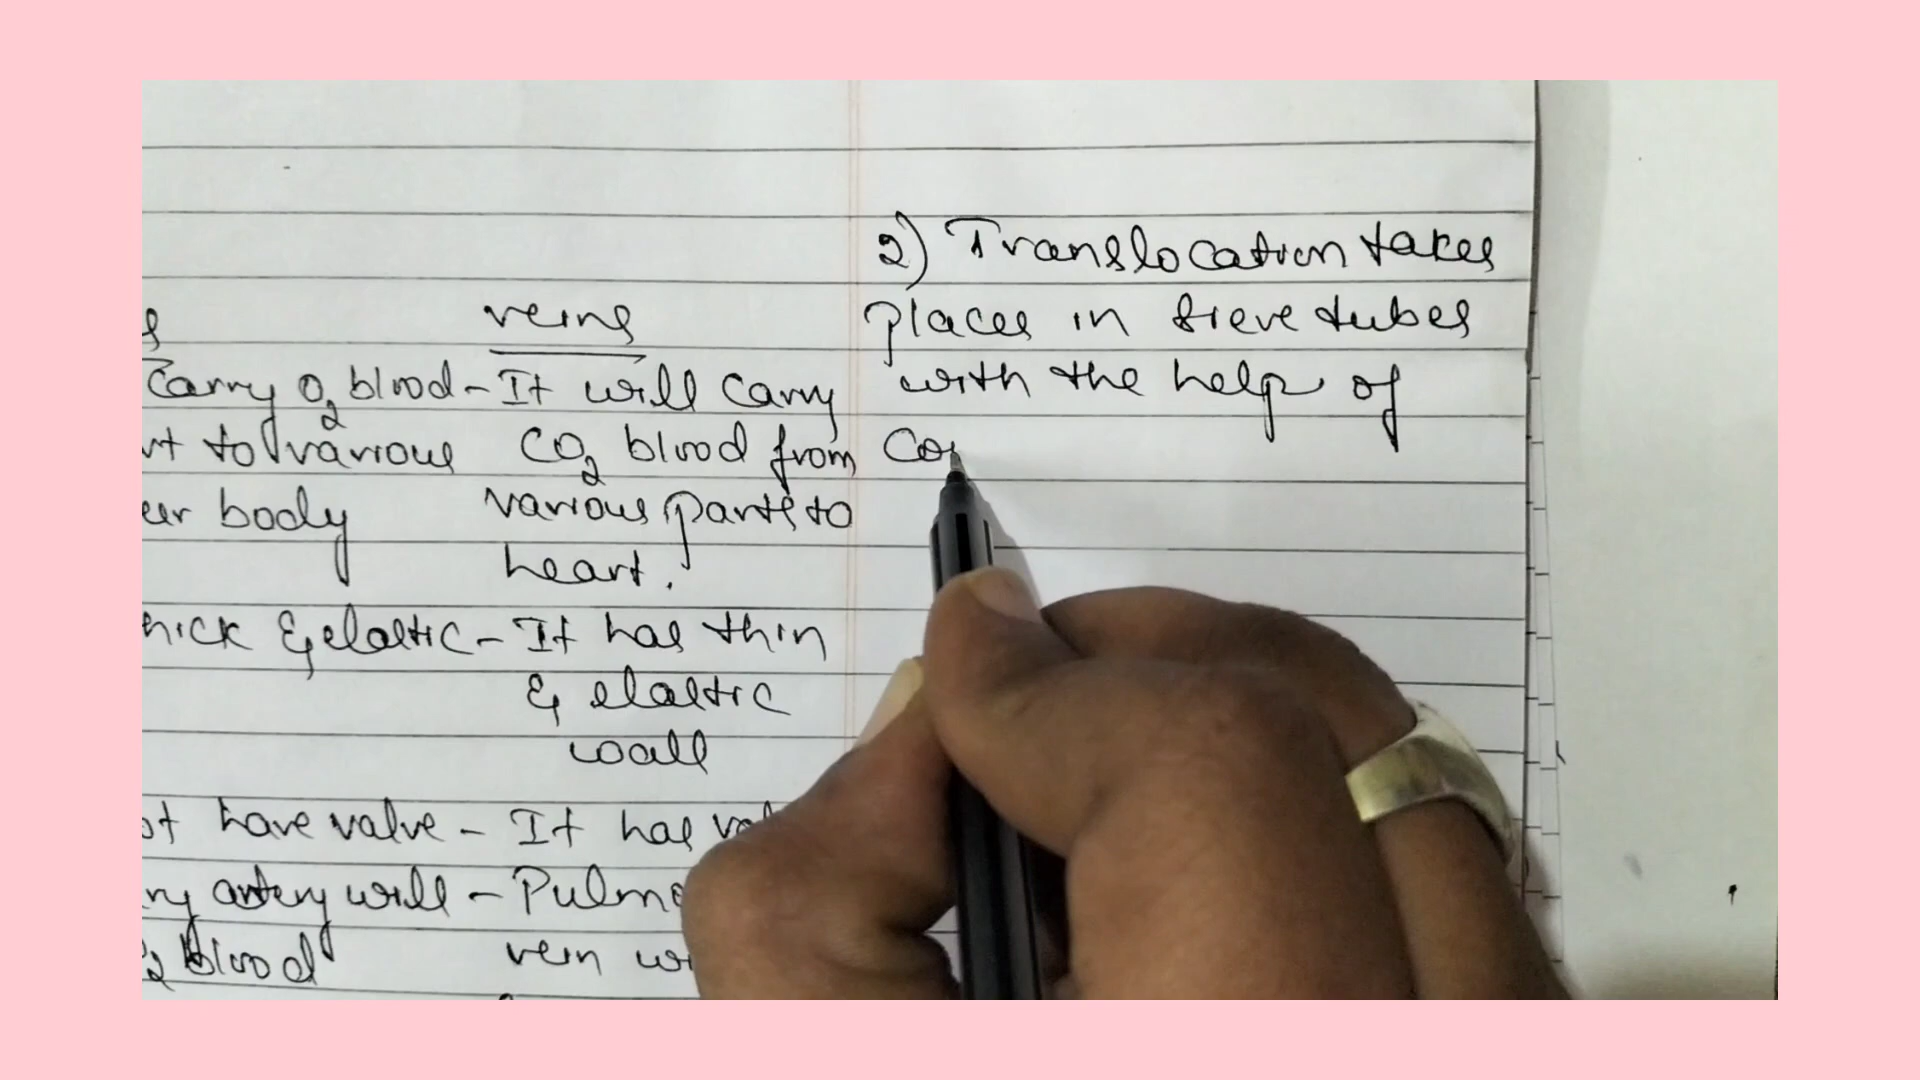 veins
Carry O2 blood - It will carry
to various CO2 blood from
body various parts to
heart.
& elastic - It has thin
& elastic
wall
have valve - It has
artery will - Pulmo
blood vein
2) Translocation takes
places in sieve tubes
with the help of
Co